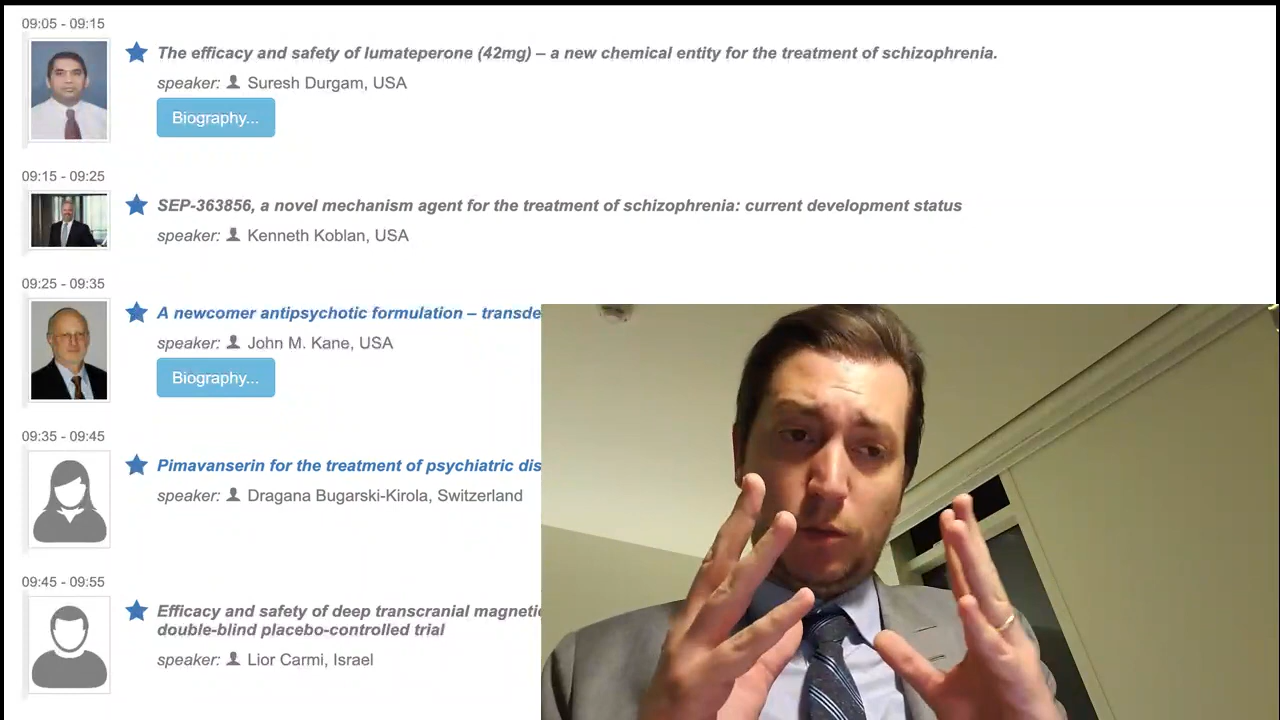 09:05 - 09:15
The efficacy and safety of lumateperone (42mg) – a new chemical entity for the treatment of schizophrenia.
speaker: Suresh Durgam, USA
Biography...
09:15 - 09:25
SEP-363856, a novel mechanism agent for the treatment of schizophrenia: current development status
speaker: Kenneth Koblan, USA
09:25 - 09:35
A newcomer antipsychotic formulation – transde
speaker: John M. Kane, USA
Biography...
09:35 - 09:45
Pimavanserin for the treatment of psychiatric dis
speaker: Dragana Bugarski-Kirola, Switzerland
09:45 - 09:55
Efficacy and safety of deep transcranial magnetic
double-blind placebo-controlled trial
speaker: Lior Carmi, Israel